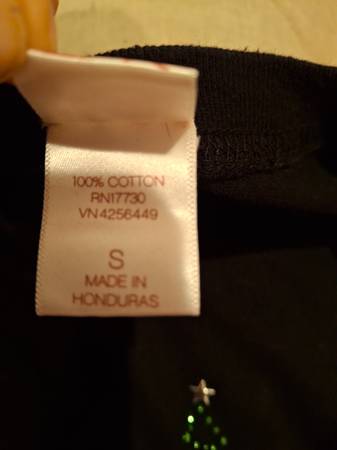 100% COTTON
RN17730
VN4256449
S
MADE IN
HONDURAS